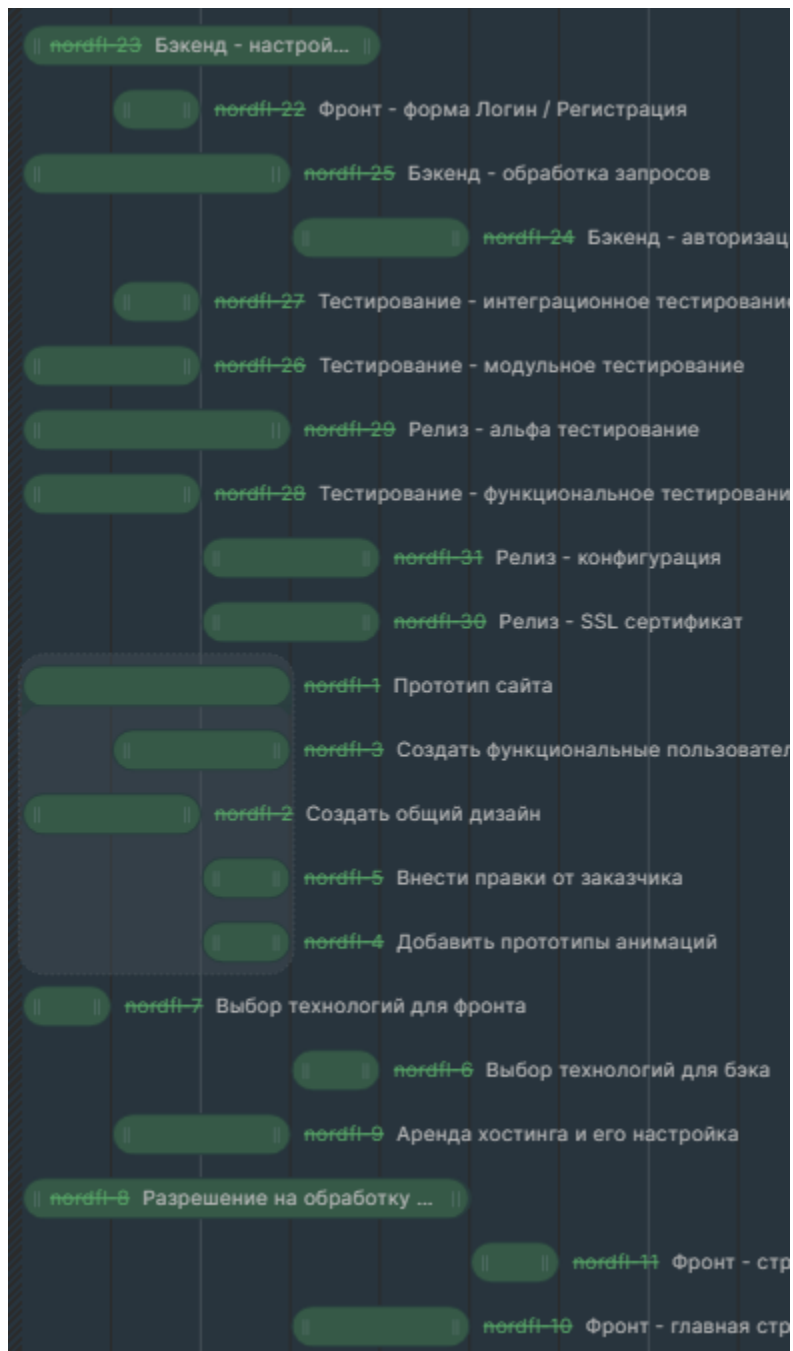 nordfl-23 Бэкенд - настрой...
nordfl-22 Фронт - форма Логин / Регистрация
nordfl-25 Бэкенд - обработка запросов
nordfl-24 Бэкенд - авторизац
nordfl-27 Тестирование - интеграционное тестирование
nordfl-26 Тестирование - модульное тестирование
nordfl-29 Релиз - альфа тестирование
nordfl-28 Тестирование - функциональное тестировани
nordfl-31 Релиз - конфигурация
nordfl-30 Релиз - SSL сертификат
nordfl-1 Прототип сайта
nordfl-3 Создать функциональные пользовател
nordfl-2 Создать общий дизайн
nordfl-5 Внести правки от заказчика
nordfl-4 Добавить прототипы анимаций
nordfl-7 Выбор технологий для фронта
nordfl-6 Выбор технологий для бэка
nordfl-9 Аренда хостинга и его настройка
nordfl-8 Разрешение на обработку ...
nordfl-11 Фронт - стр
nordfl-10 Фронт - главная стр